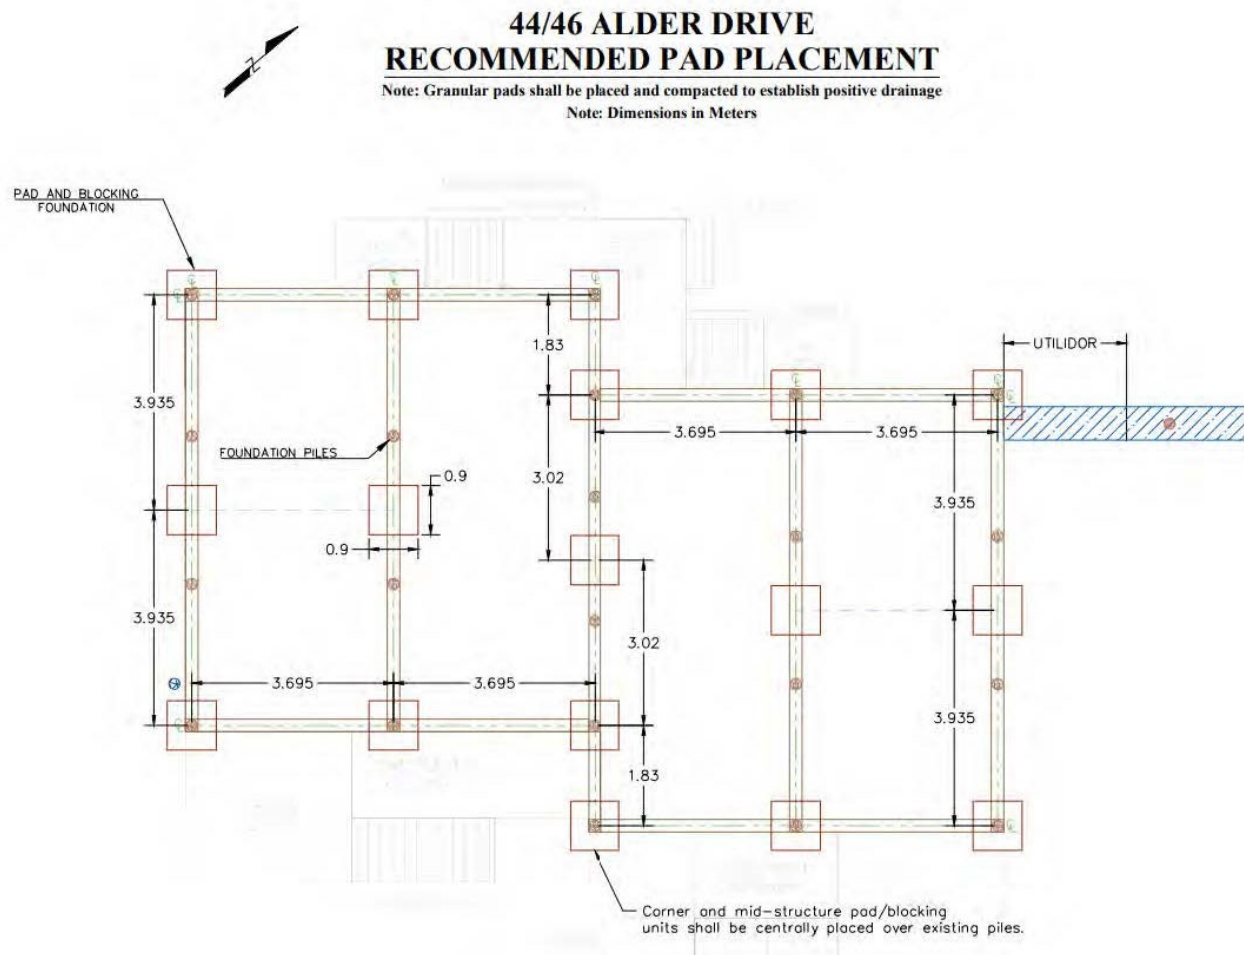 44/46 ALDER DRIVE
RECOMMENDED PAD PLACEMENT
Note: Granular pads shall be placed and compacted to establish positive drainage
Note: Dimensions in Meters
N
PAD AND BLOCKING
FOUNDATION
1.83
UTILIDOR
3.935
3.695
3.695
FOUNDATION PILES
0.9
3.02
3.935
0.9
3.935
3.02
3.695
3.695
3.935
1.83
Corner and mid-structure pad/blocking
units shall be centrally placed over existing piles.